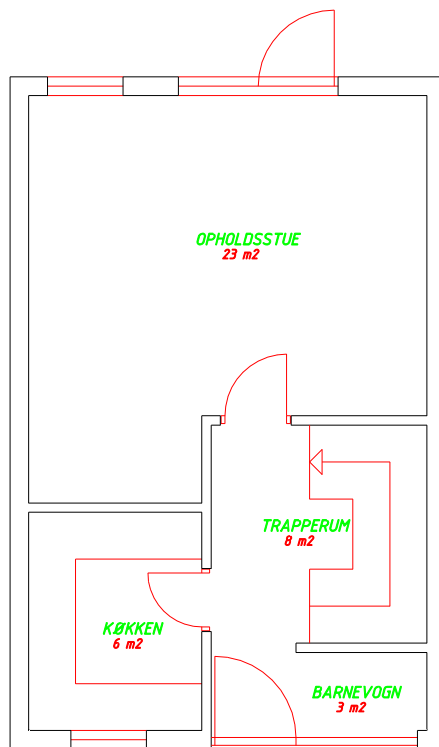 OPHOLDSSTUE
23 m2
TRAPPERUM
8 m2
KØKKEN
6 m2
BARNEVOGN
3 m2